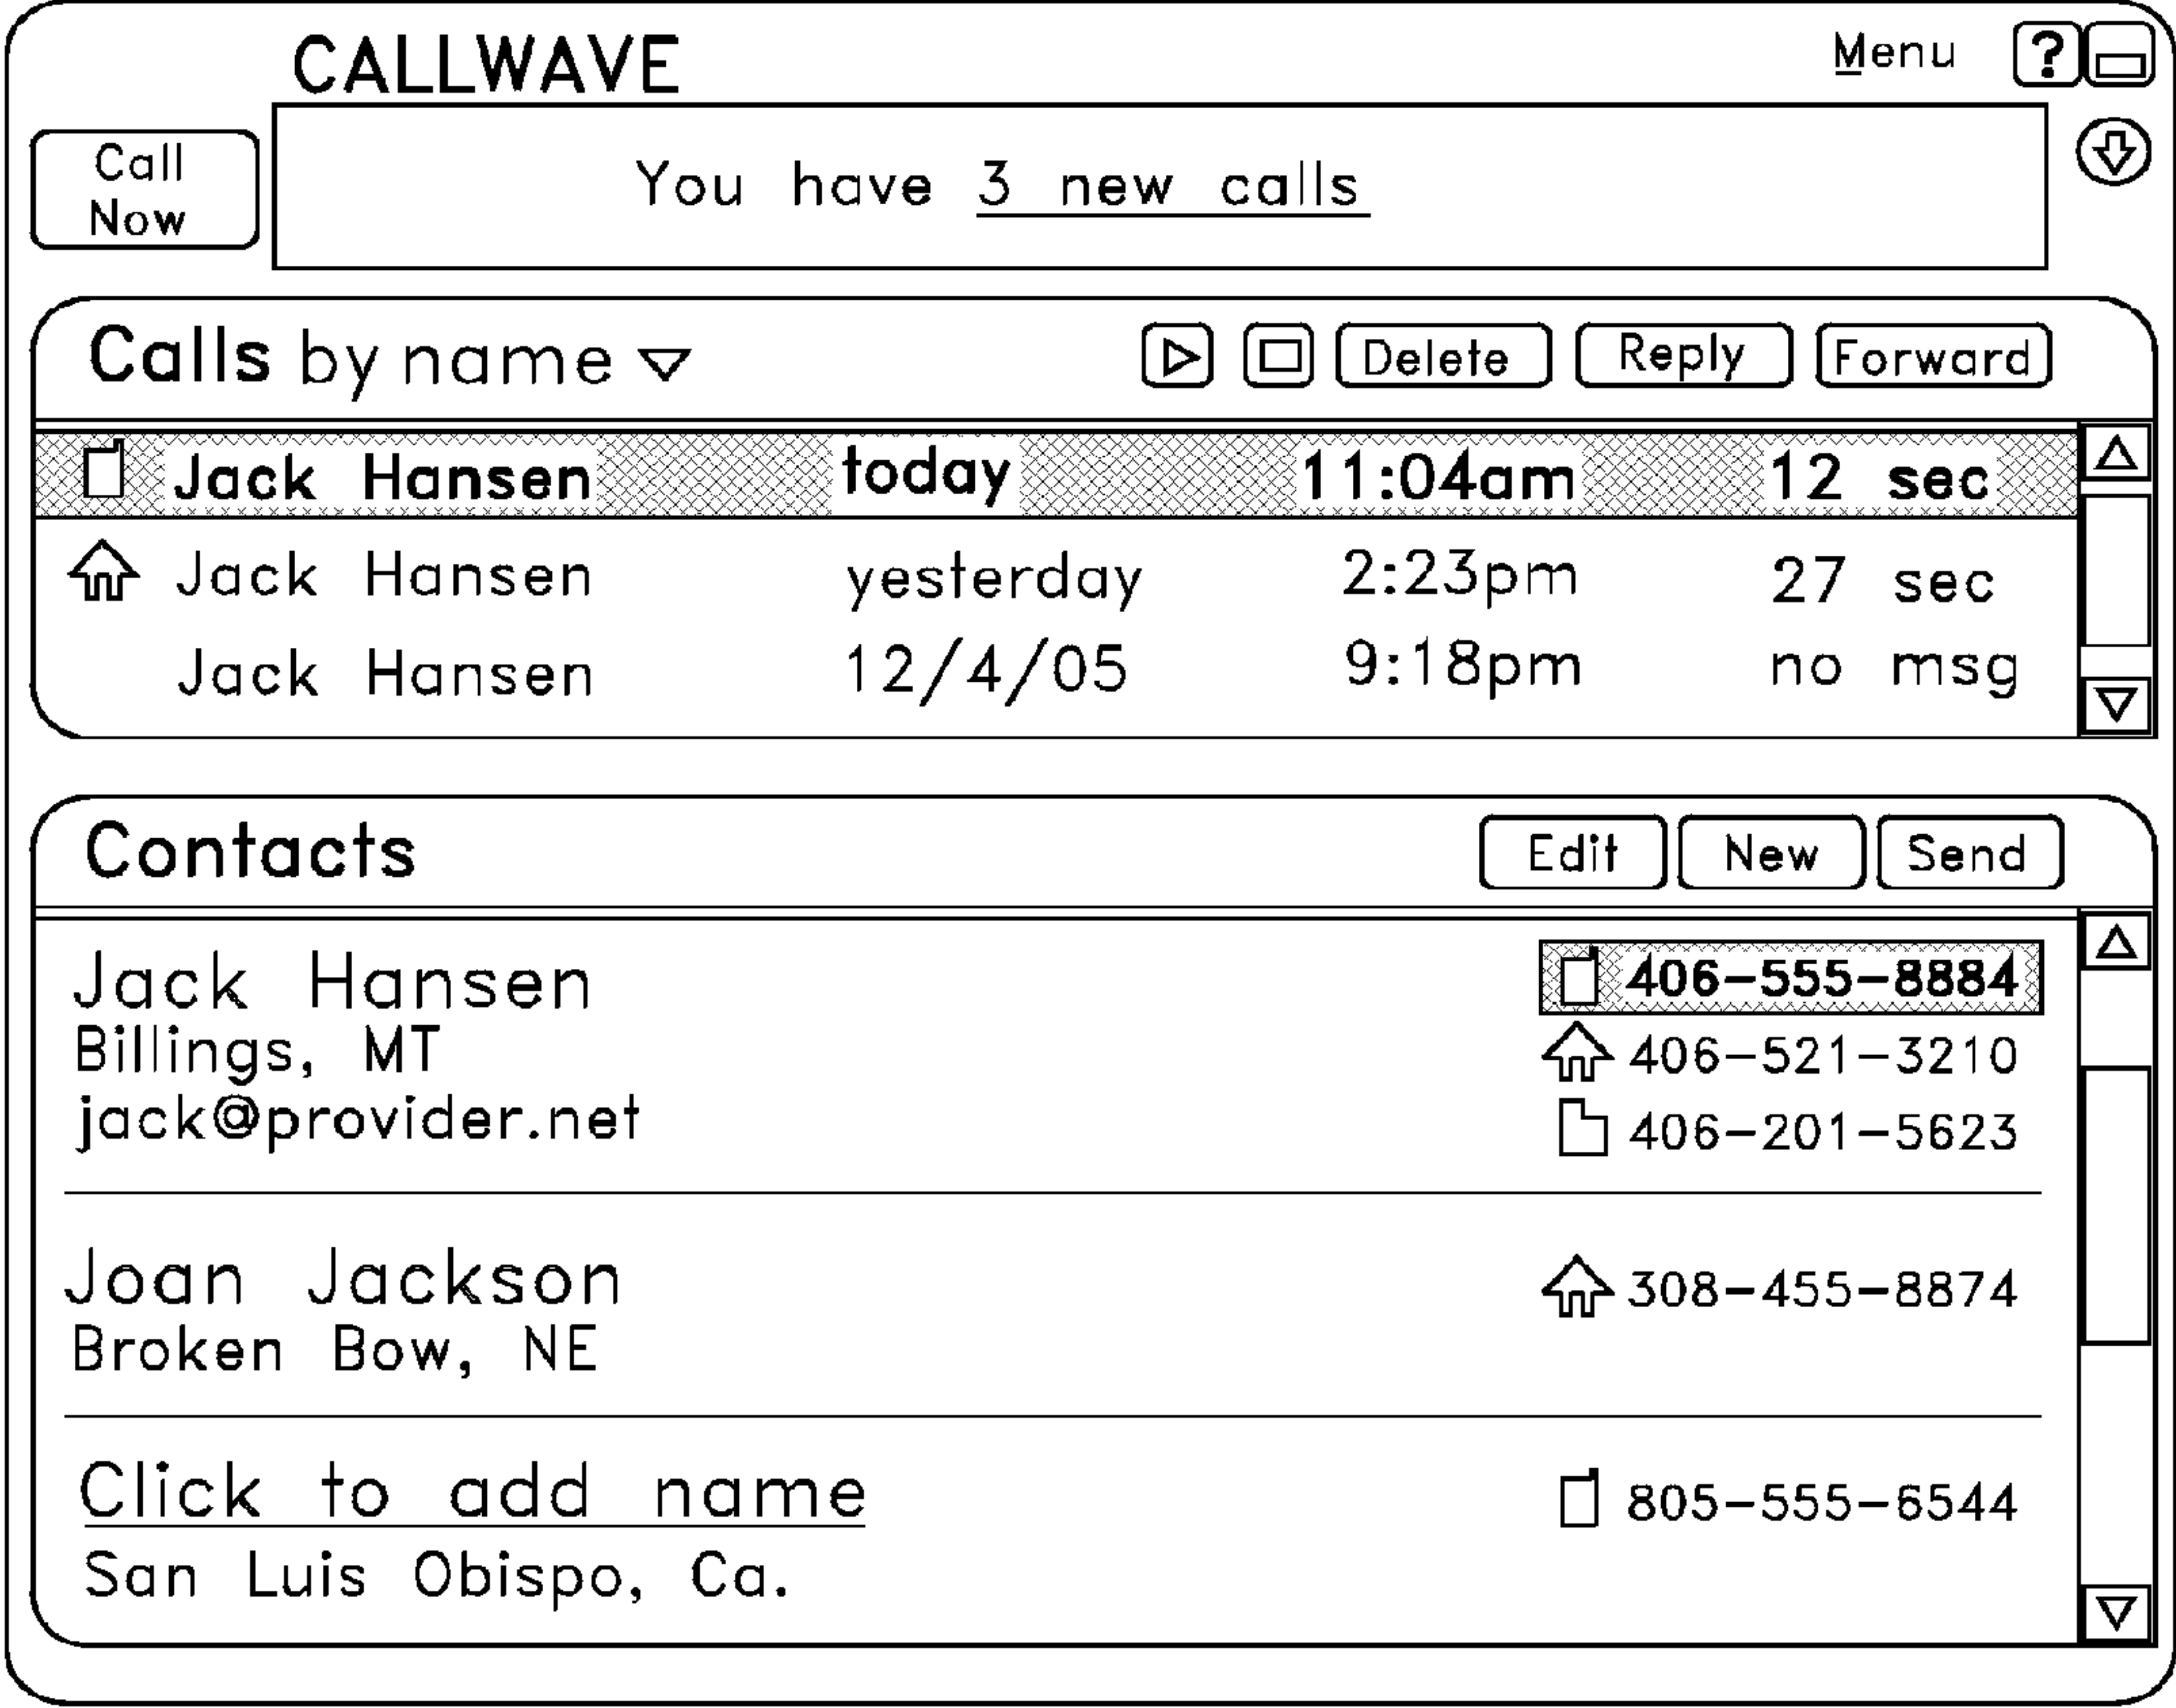 CALLWAVE Menu ?
Call
Now
You have 3 new calls
Calls by name Delete Reply Forward
Jack Hansen today 11:04am 12 sec
Jack Hansen yesterday 2:23pm 27 sec
Jack Hansen 12/4/05 9:18pm no msg
Contacts Edit New Send
Jack Hansen 406-555-8884
Billings, MT 406-521-3210
jack@provider.net 406-201-5623
Joan Jackson 308-455-8874
Broken Bow, NE
Click to add name 805-555-6544
San Luis Obispo, Ca.